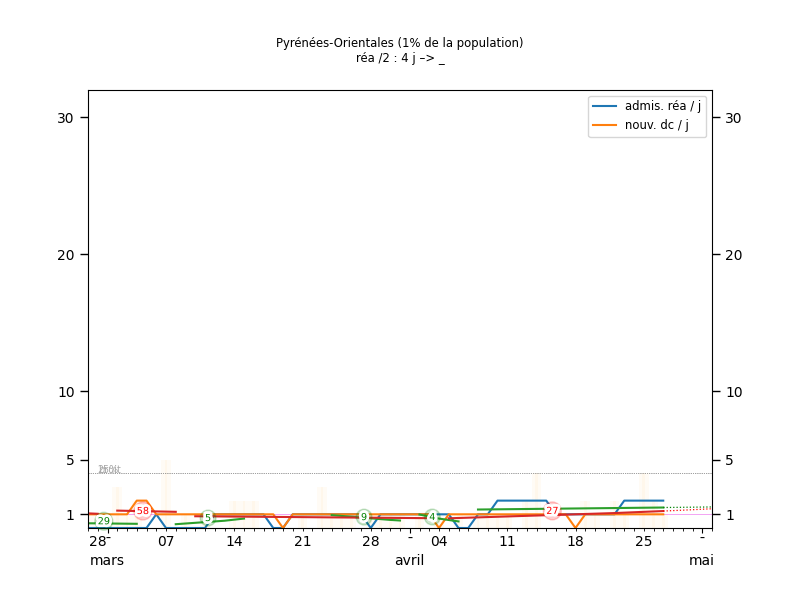 Pyrénées-Orientales (1% de la population)
réa /2 : 4 j –> _
admis. réa / j
nouv. dc / j
30 30
20 20
10 10
5 5
1 1
29 58 5 9 4 27
28 07 14 21 28 - 04 11 18 25 -
mars avril mai